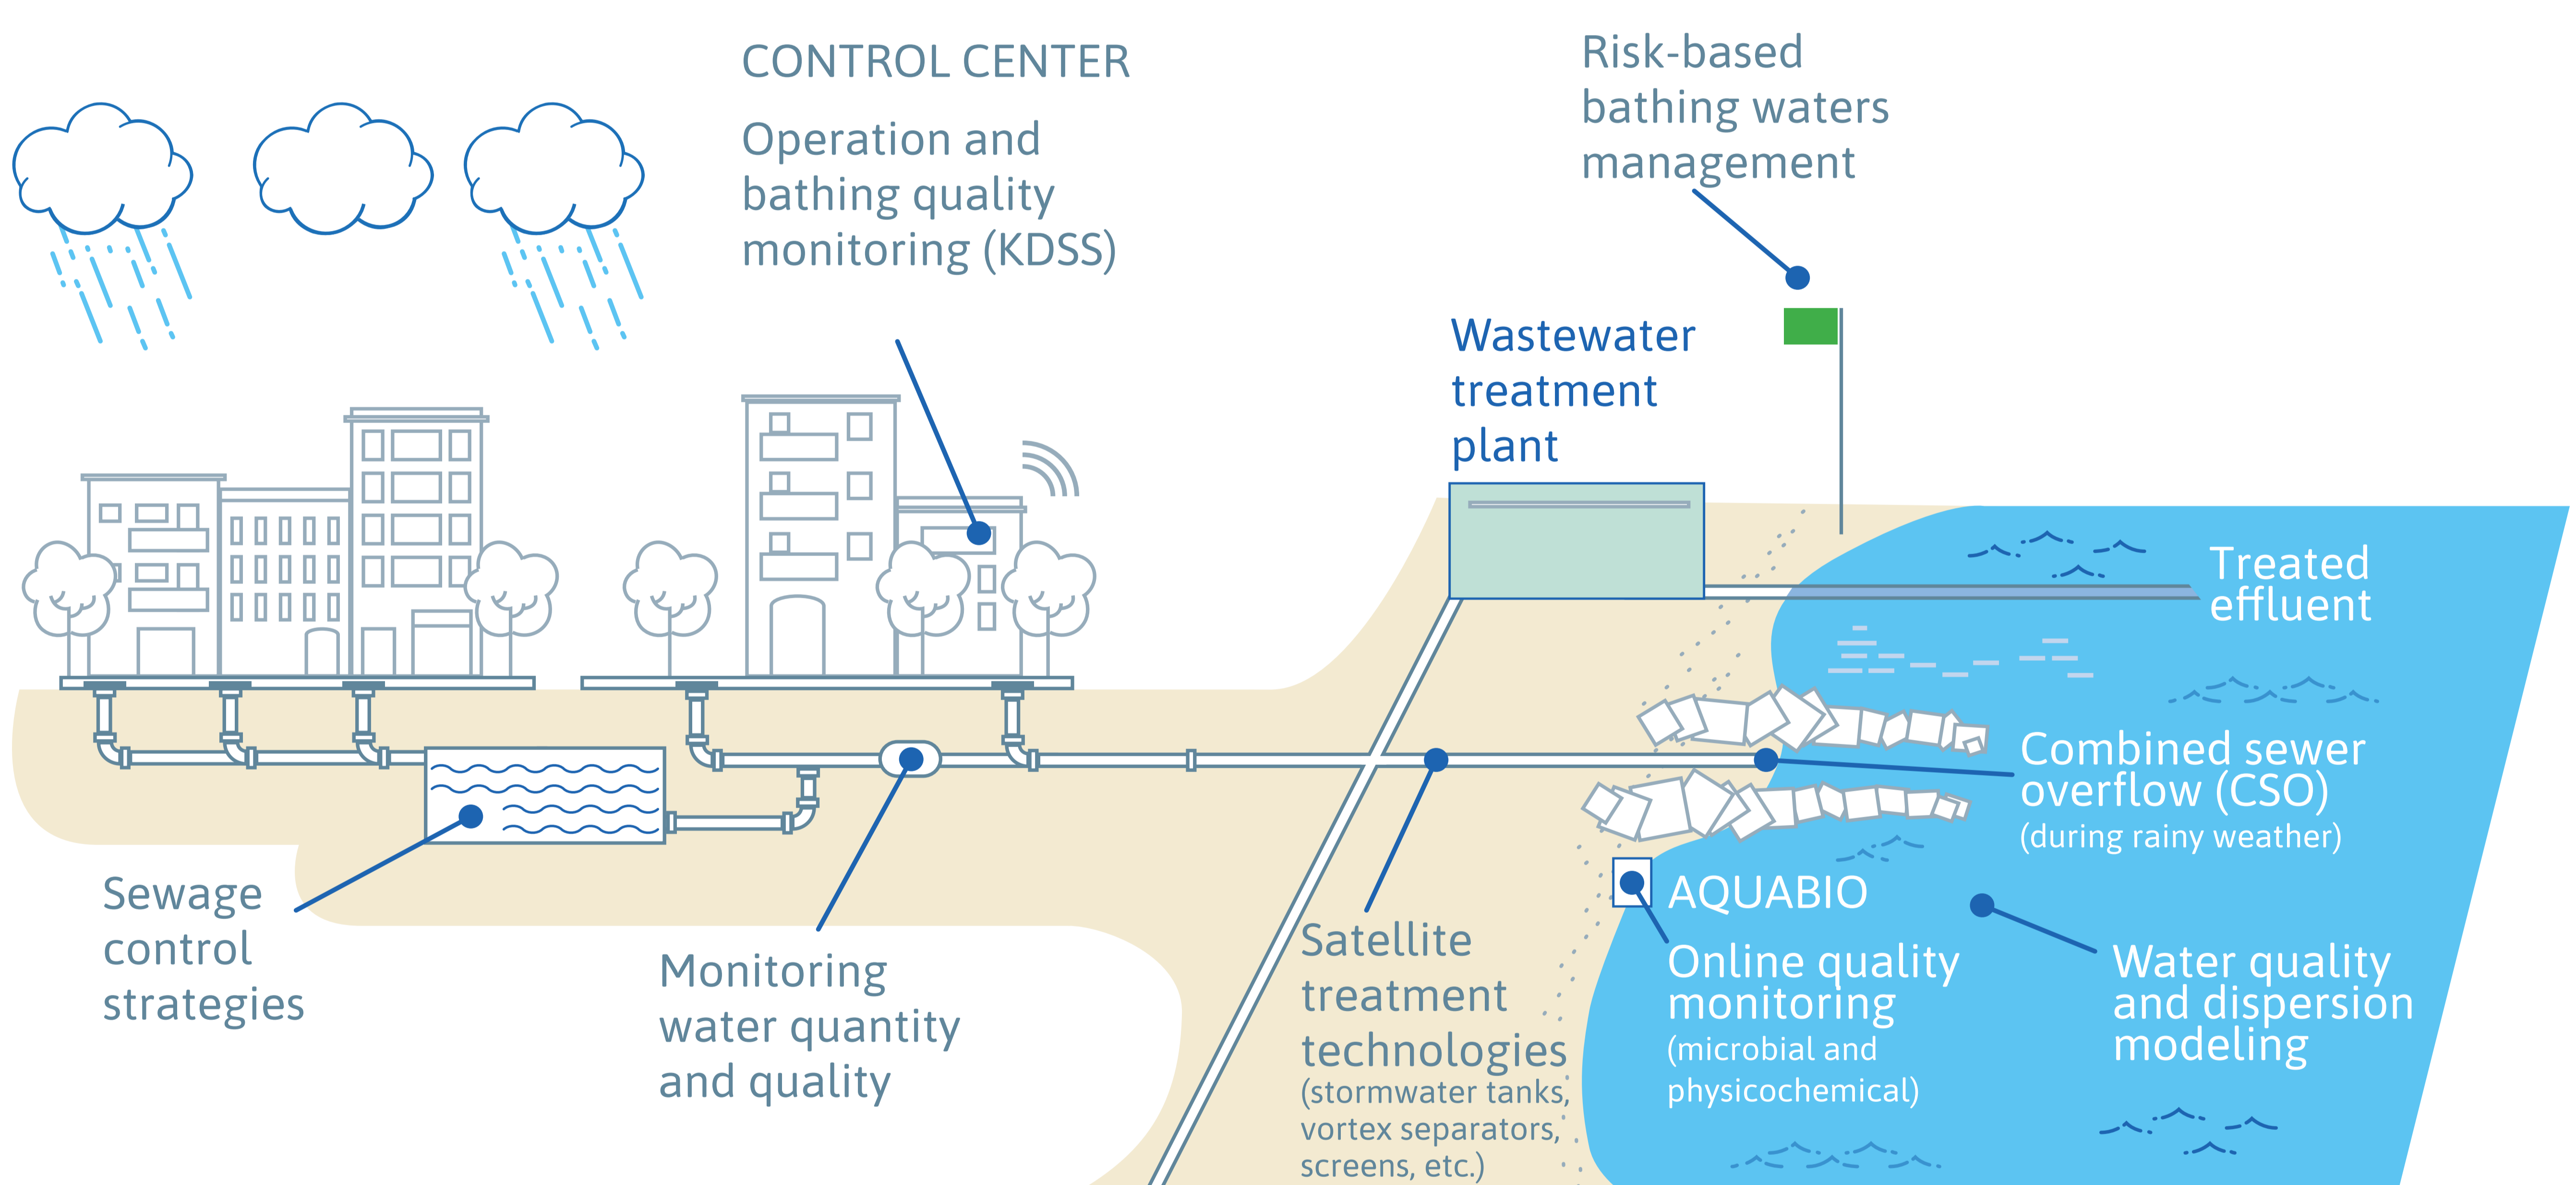 CONTROL CENTER
Operation and
bathing quality
monitoring (KDSS)
Risk-based
bathing waters
management
Wastewater
treatment
plant
Treated
effluent
Combined sewer
overflow (CSO)
(during rainy weather)
Sewage
control
strategies
Monitoring
water quantity
and quality
Satellite
treatment
technologies
(stormwater tanks,
vortex separators,
screens, etc.)
AQUABIO
Online quality
monitoring
(microbial and
physicochemical)
Water quality
and dispersion
modeling